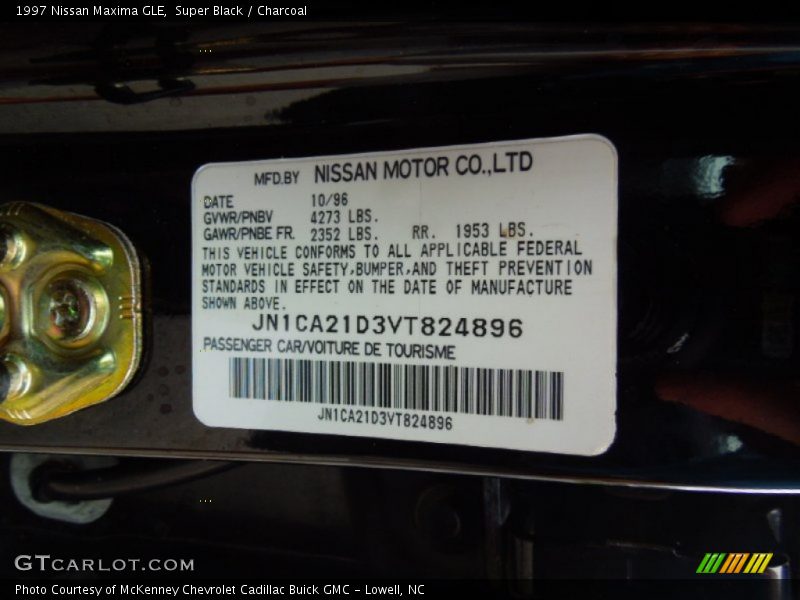 1997 Nissan Maxima GLE, Super Black / Charcoal
MFD.BY NISSAN MOTOR CO.,LTD
DATE 10/96
GVWR/PNBV 4273 LBS.
GAWR/PNBE FR. 2352 LBS. RR. 1953 LBS.
THIS VEHICLE CONFORMS TO ALL APPLICABLE FEDERAL
MOTOR VEHICLE SAFETY,BUMPER,AND THEFT PREVENTION
STANDARDS IN EFFECT ON THE DATE OF MANUFACTURE
SHOWN ABOVE.
JN1CA21D3VT824896
PASSENGER CAR/VOITURE DE TOURISME
JN1CA21D3VT824896
GTCARLOT.COM
Photo Courtesy of McKenney Chevrolet Cadillac Buick GMC - Lowell, NC